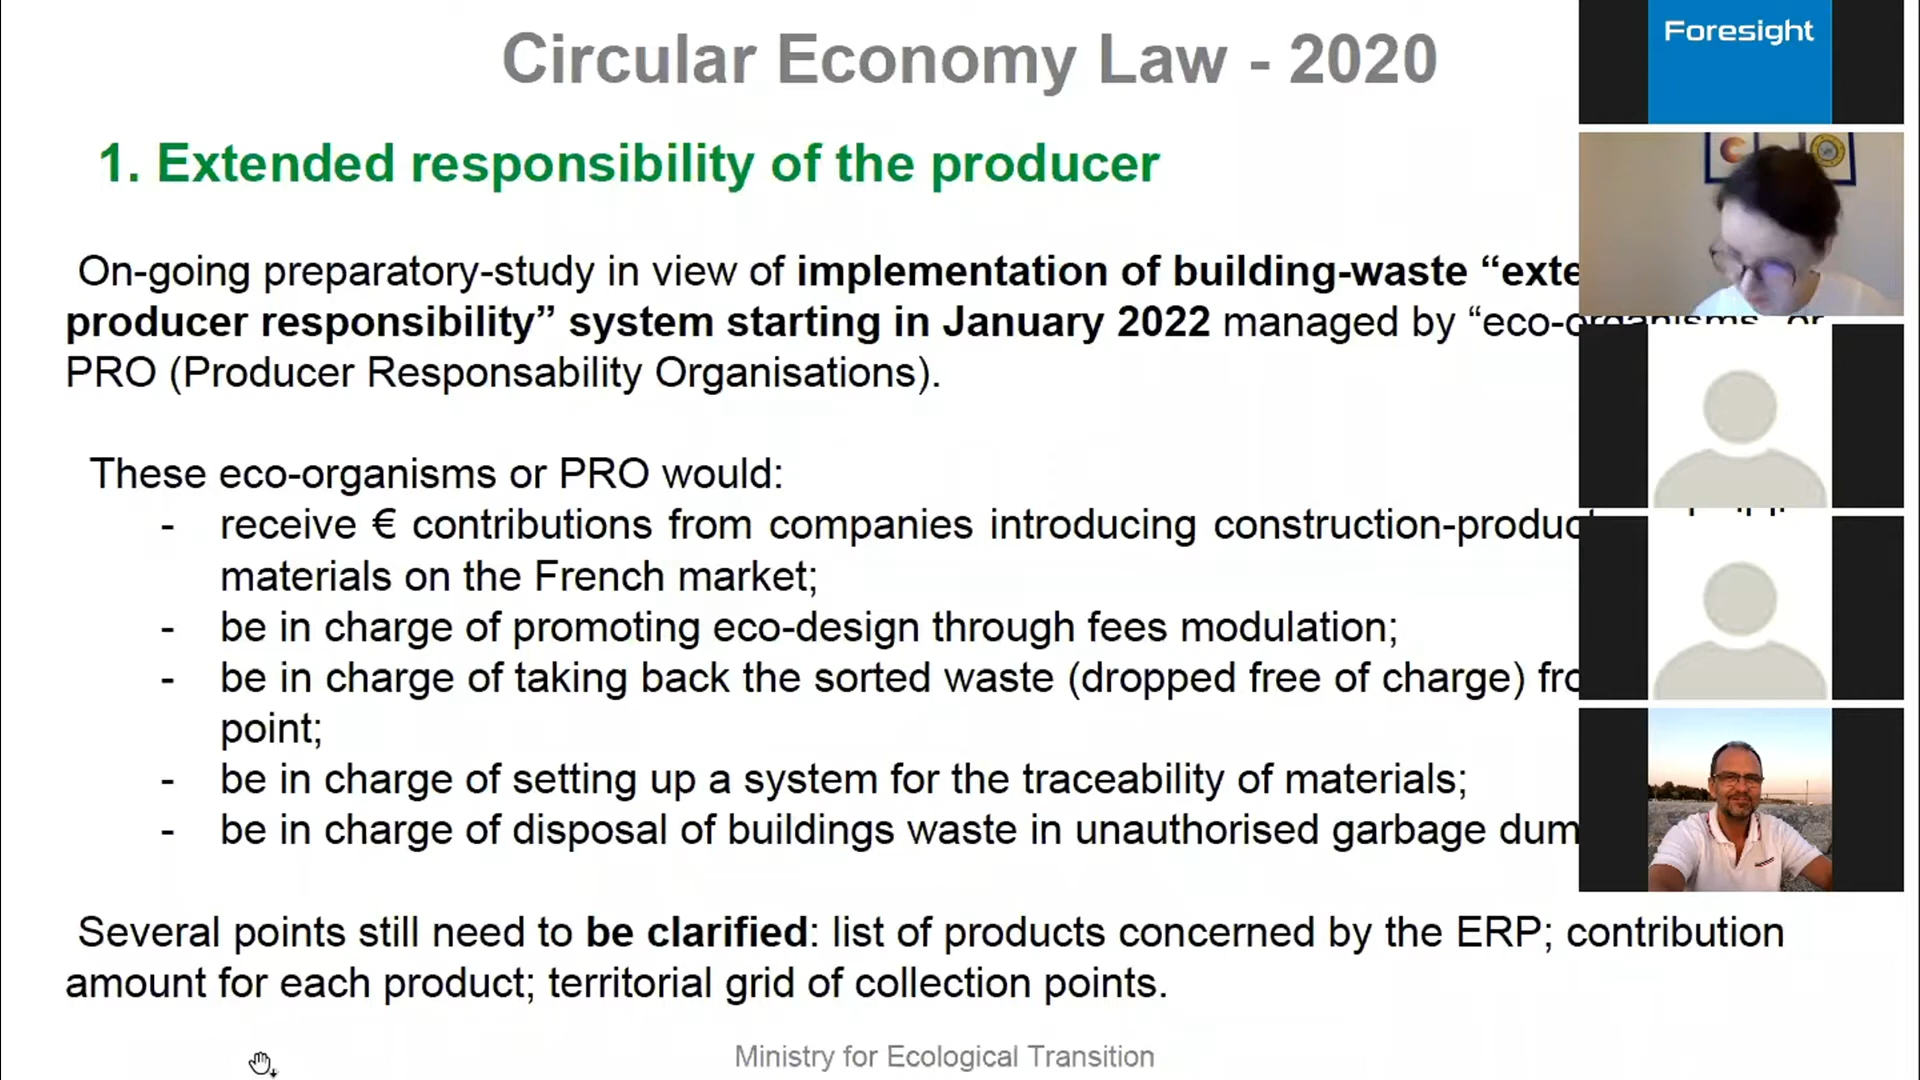 Circular Economy Law - 2020
Foresight
1. Extended responsibility of the producer
On-going preparatory-study in view of implementation of building-waste “exte
producer responsibility” system starting in January 2022 managed by “eco-organisms” or
PRO (Producer Responsability Organisations).
These eco-organisms or PRO would:
- receive € contributions from companies introducing construction-produc
materials on the French market;
- be in charge of promoting eco-design through fees modulation;
- be in charge of taking back the sorted waste (dropped free of charge) fro
point;
- be in charge of setting up a system for the traceability of materials;
- be in charge of disposal of buildings waste in unauthorised garbage dum
Several points still need to be clarified: list of products concerned by the ERP; contribution
amount for each product; territorial grid of collection points.
Ministry for Ecological Transition